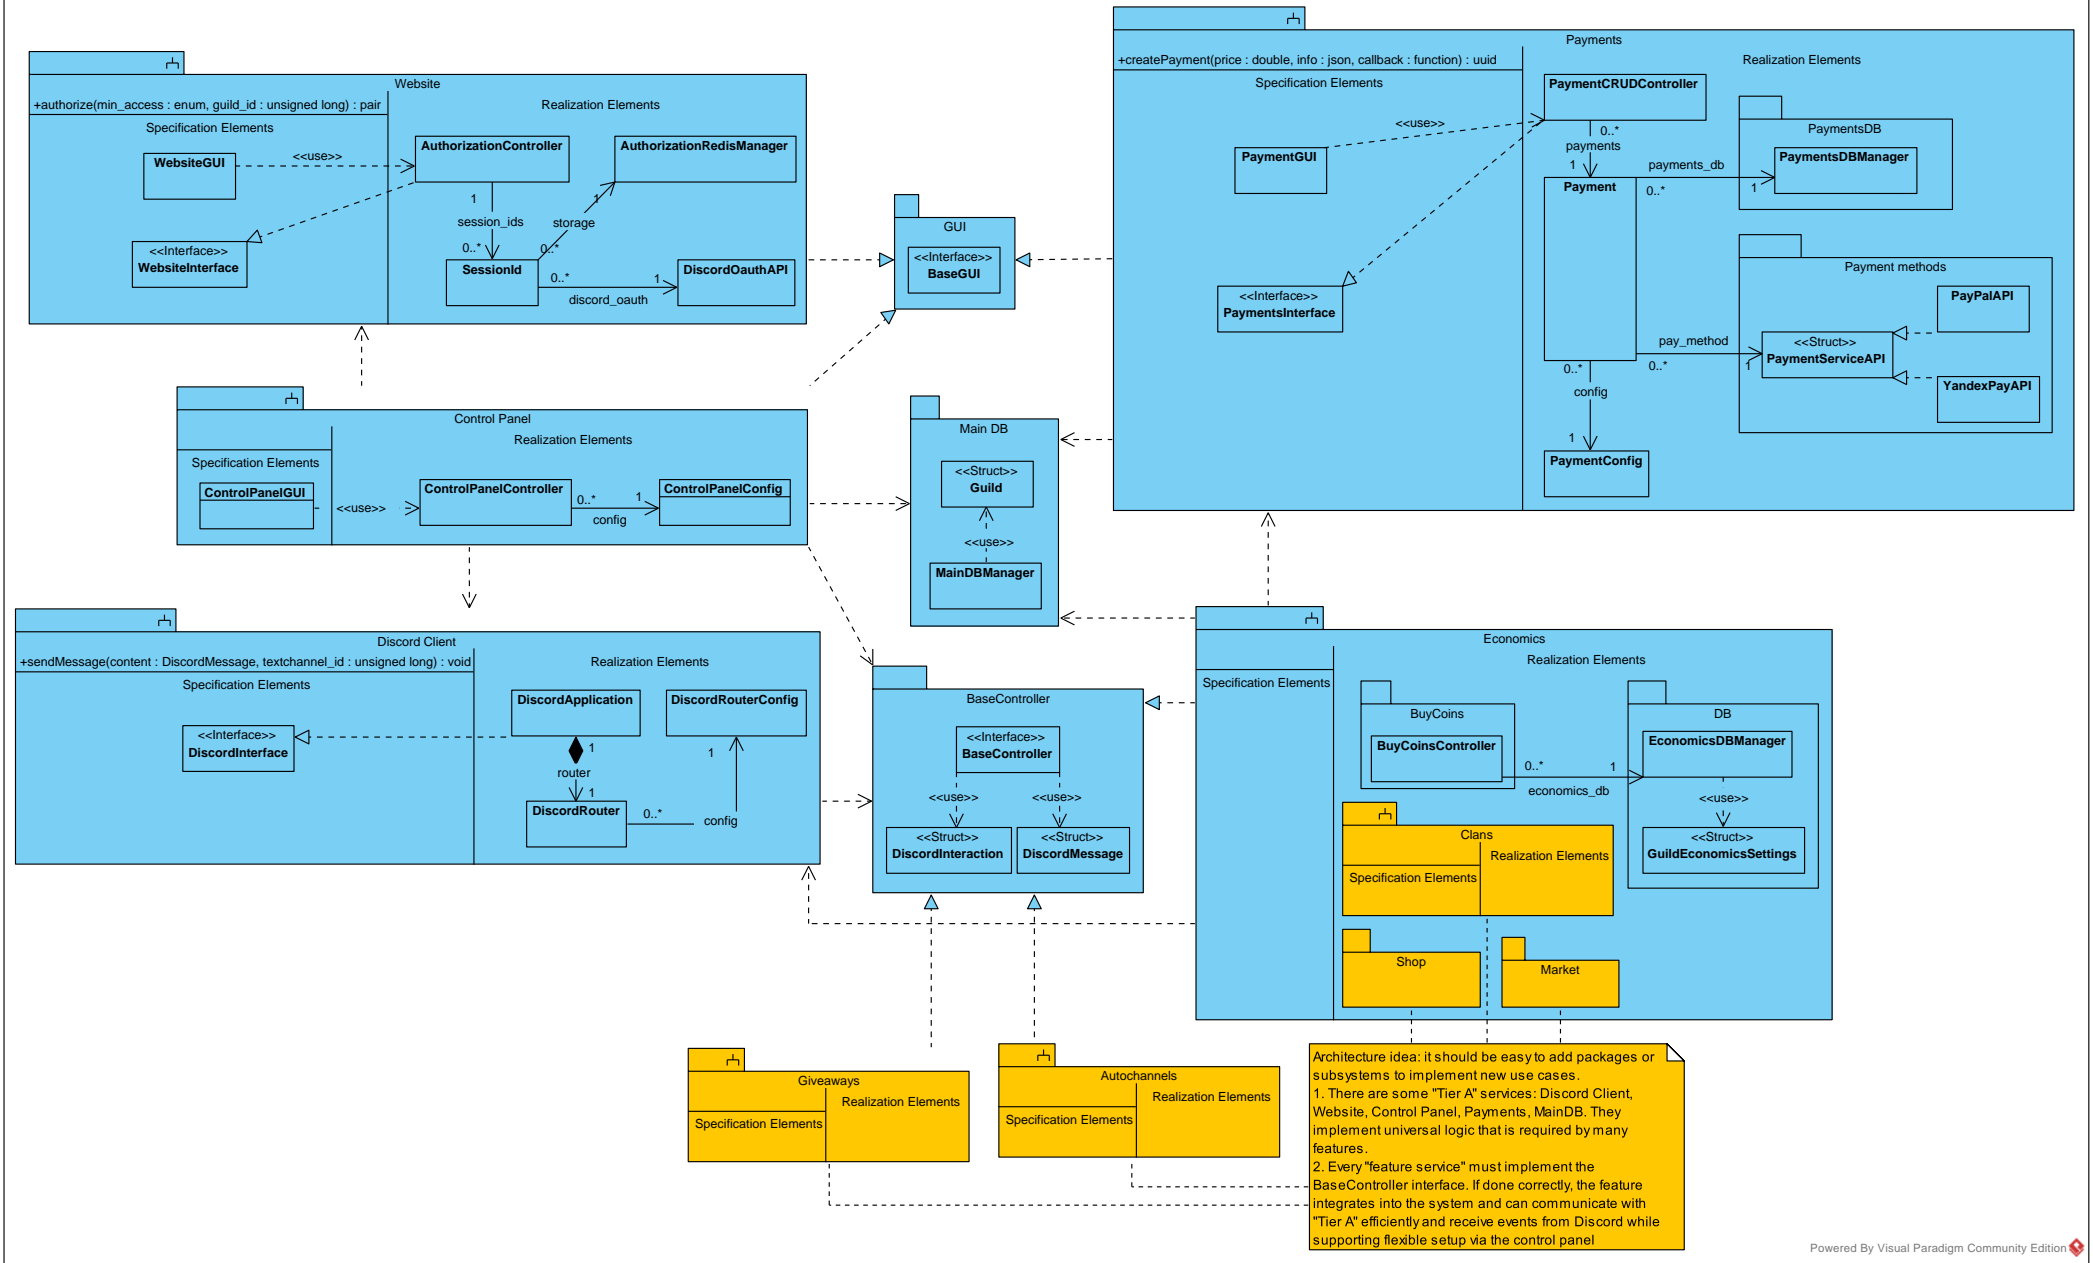 Website
+authorize(min_access : enum, guild_id : unsigned long) : pair
Specification Elements
Realization Elements
WebsiteGUI
<<use>>
AuthorizationController
AuthorizationRedisManager
1
session_ids
0..*
storage
1
0..*
<<Interface>>
WebsiteInterface
SessionId
0..*
1
discord_oauth
DiscordOauthAPI
GUI
<<Interface>>
BaseGUI
Payments
+createPayment(price : double, info : json, callback : function) : uuid
Specification Elements
Realization Elements
PaymentGUI
<<use>>
PaymentCRUDController
0..*
payments
1
Payment
PaymentsDB
PaymentsDBManager
payments_db
0..*
1
<<Interface>>
PaymentsInterface
Payment methods
PayPalAPI
<<Struct>>
PaymentServiceAPI
YandexPayAPI
pay_method
0..*
1
0..*
config
1
PaymentConfig
Control Panel
Specification Elements
Realization Elements
ControlPanelGUI
<<use>>
ControlPanelController
0..*
1
config
ControlPanelConfig
Main DB
<<Struct>>
Guild
<<use>>
MainDBManager
Discord Client
+sendMessage(content : DiscordMessage, textchannel_id : unsigned long) : void
Specification Elements
Realization Elements
<<Interface>>
DiscordInterface
DiscordApplication
DiscordRouterConfig
1
router
1
1
DiscordRouter
0..*
config
BaseController
<<Interface>>
BaseController
<<use>>
<<use>>
<<Struct>>
DiscordInteraction
<<Struct>>
DiscordMessage
Economics
Realization Elements
Specification Elements
BuyCoins
BuyCoinsController
0..*
1
economics_db
DB
EconomicsDBManager
<<use>>
<<Struct>>
GuildEconomicsSettings
Clans
Realization Elements
Specification Elements
Shop
Market
Giveaways
Realization Elements
Specification Elements
Autochannels
Realization Elements
Specification Elements
Architecture idea: it should be easy to add packages or
subsystems to implement new use cases.
1. There are some "Tier A" services: Discord Client,
Website, Control Panel, Payments, MainDB. They
implement universal logic that is required by many
features.
2. Every "feature service" must implement the
BaseController interface. If done correctly, the feature
integrates into the system and can communicate with
"Tier A" efficiently and receive events from Discord while
supporting flexible setup via the control panel
Powered By Visual Paradigm Community Edition